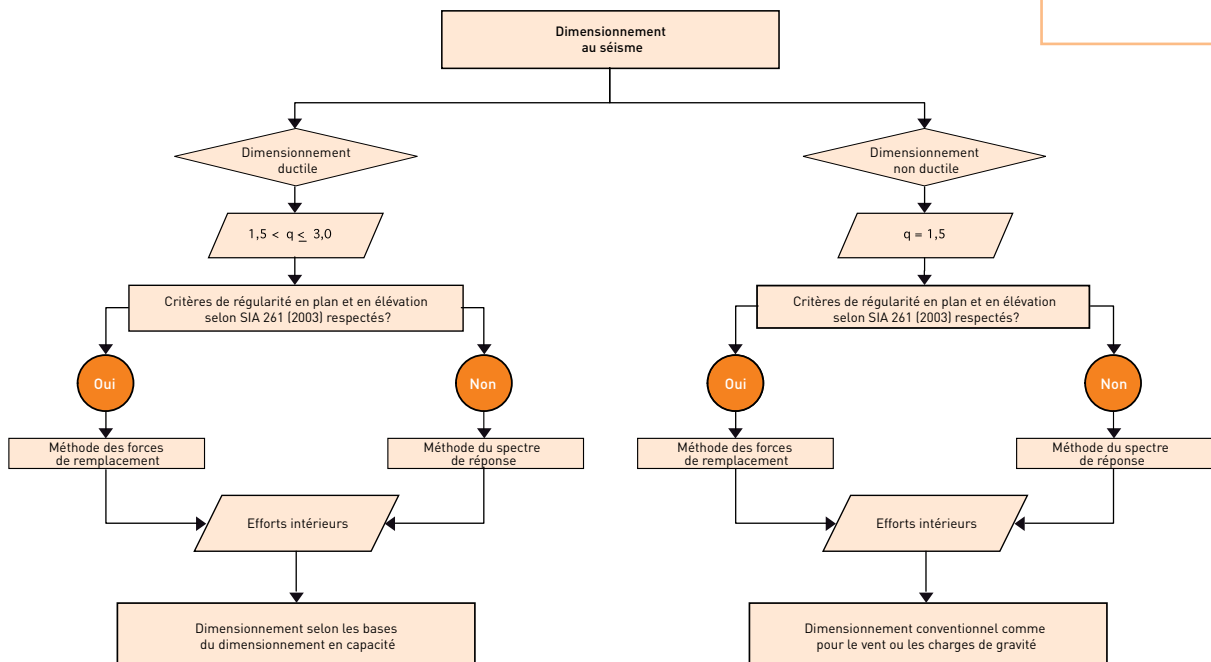 Dimensionnement
au séisme
Dimensionnement
ductile
Dimensionnement
non ductile
1,5 < q ≤ 3,0
q = 1,5
Critères de régularité en plan et en élévation
selon SIA 261 (2003) respectés?
Critères de régularité en plan et en élévation
selon SIA 261 (2003) respectés?
Oui
Non
Oui
Non
Méthode des forces
de remplacement
Méthode du spectre
de réponse
Méthode des forces
de remplacement
Méthode du spectre
de réponse
Efforts intérieurs
Efforts intérieurs
Dimensionnement selon les bases
du dimensionnement en capacité
Dimensionnement conventionnel comme
pour le vent ou les charges de gravité